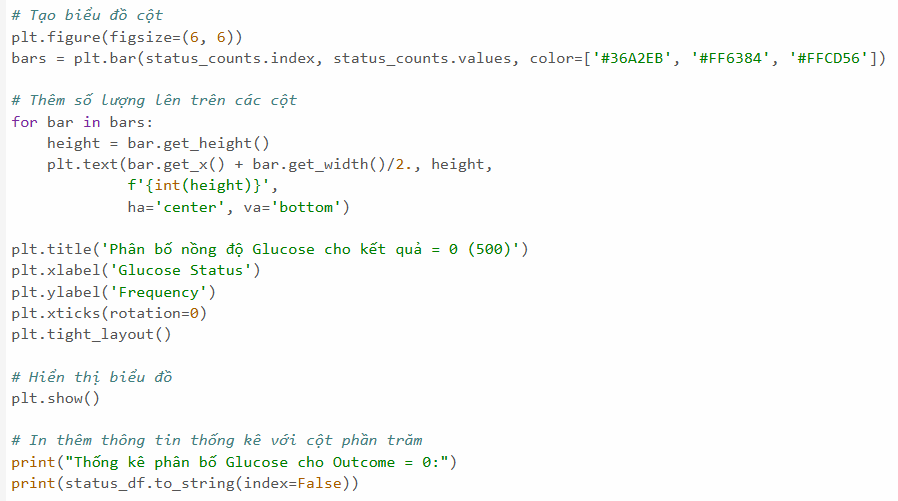 # Tạo biểu đồ cột
plt.figure(figsize=(6, 6))
bars = plt.bar(status_counts.index, status_counts.values, color=['#36A2EB', '#FF6384', '#FFCD56'])

# Thêm số lượng lên trên các cột
for bar in bars:
    height = bar.get_height()
    plt.text(bar.get_x() + bar.get_width()/2., height,
             f'{int(height)}',
             ha='center', va='bottom')

plt.title('Phân bố nồng độ Glucose cho kết quả = 0 (500)')
plt.xlabel('Glucose Status')
plt.ylabel('Frequency')
plt.xticks(rotation=0)
plt.tight_layout()

# Hiển thị biểu đồ
plt.show()

# In thêm thông tin thống kê với cột phần trăm
print("Thống kê phân bố Glucose cho Outcome = 0:")
print(status_df.to_string(index=False))